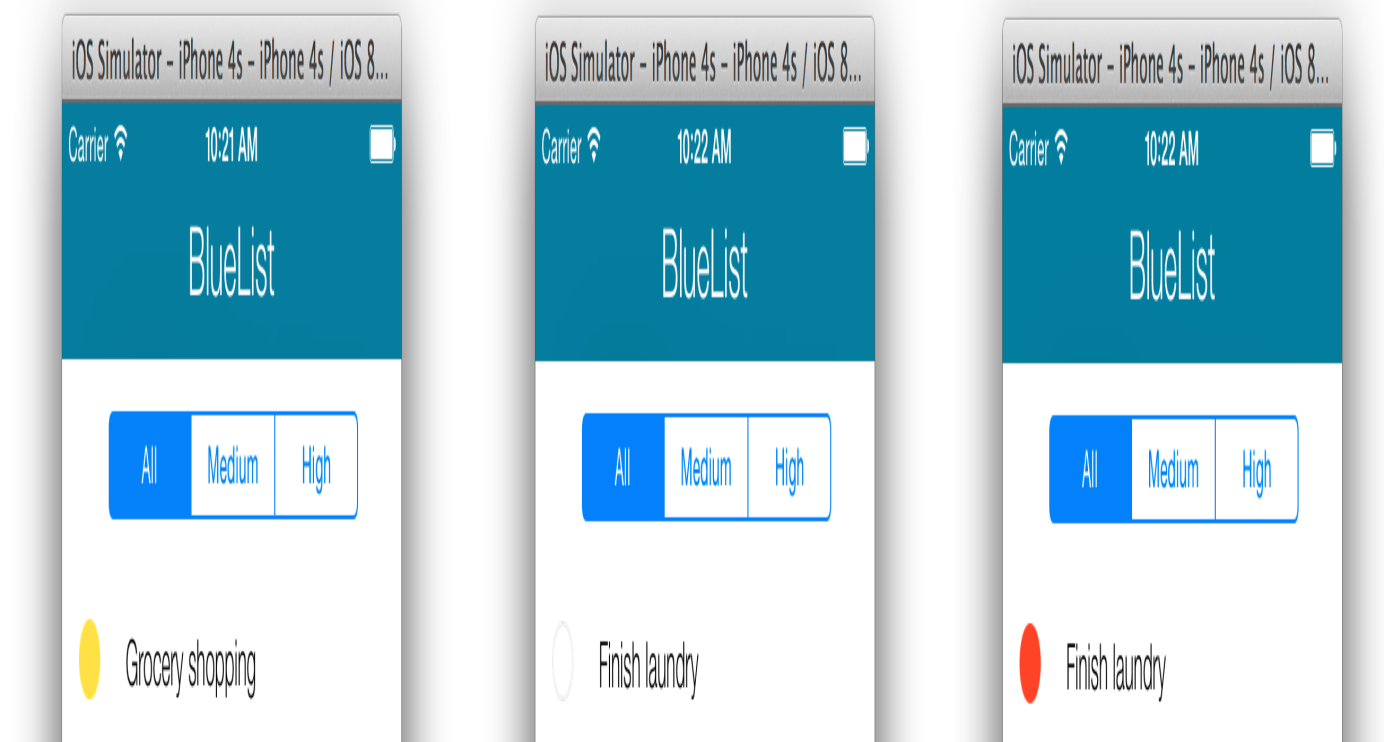 iOS Simulator – iPhone 4s – iPhone 4s / iOS 8...
Carrier 10:21 AM
BlueList
All Medium High
Grocery shopping
iOS Simulator – iPhone 4s – iPhone 4s / iOS 8...
Carrier 10:22 AM
BlueList
All Medium High
Finish laundry
iOS Simulator – iPhone 4s – iPhone 4s / iOS 8...
Carrier 10:22 AM
BlueList
All Medium High
Finish laundry